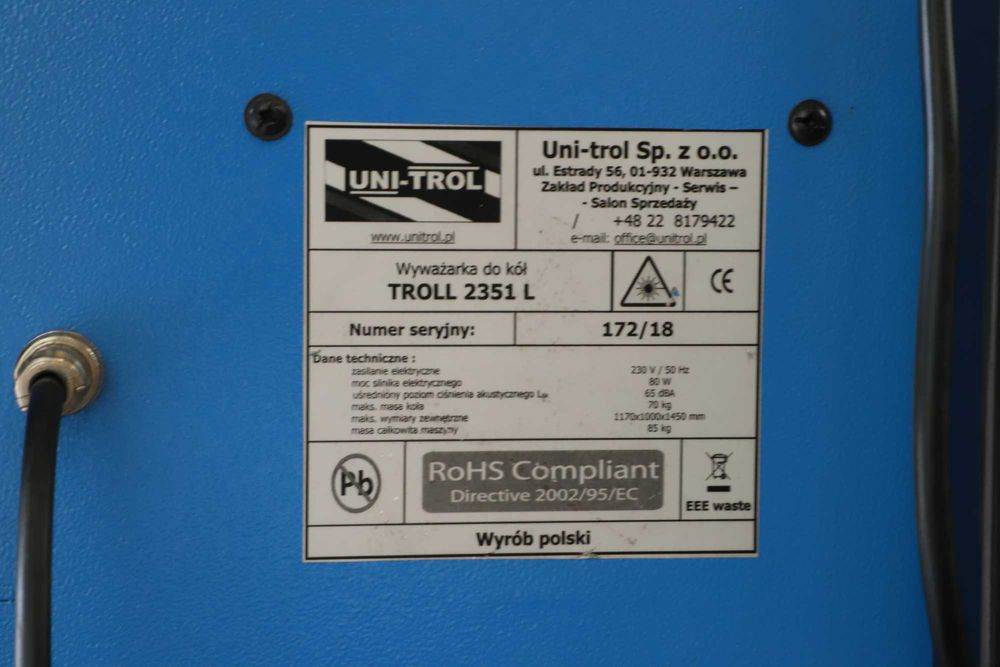 UNI-TROL
www.unitrol.pl
Uni-trol Sp. z o.o.
ul. Estrady 56, 01-932 Warszawa
Zakład Produkcyjny - Serwis –
- Salon Sprzedaży
/ +48 22 8179422
e-mail: office@unitrol.pl
Wyważarka do kół
TROLL 2351 L
CE
Numer seryjny: 172/18
Dane techniczne :
zasilanie elektryczne 230 V / 50 Hz
moc silnika elektrycznego 80 W
uśredniony poziom ciśnienia akustycznego 65 dBA
maks. masa koła 70 kg
maks. wymiary zewnętrzne 1170x1000x1450 mm
masa całkowita maszyny 85 kg
Pb
RoHS Compliant
Directive 2002/95/EC
EEE waste
Wyrób polski